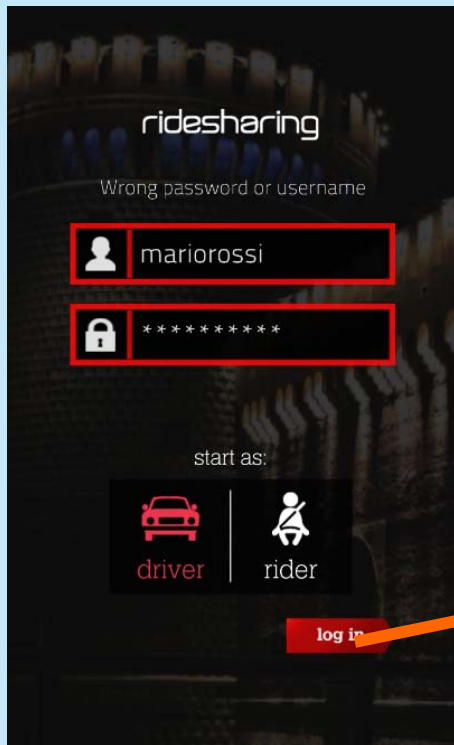 ridesharing
Wrong password or username
mariorossi
**********
start as:
driver rider
log in